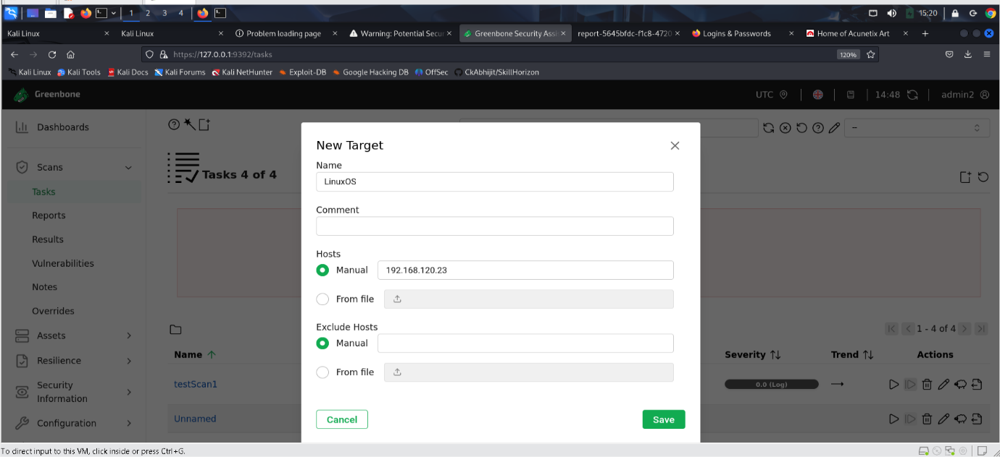 1 2 3 4 15:20
Kali Linux Kali Linux Problem loading page Warning: Potential Secur Greenbone Security Assi report-5645bfdc-f1c8-4720 Logins & Passwords Home of Acunetix Art
https://127.0.0.1:9392/tasks 120%
Kali Linux Kali Tools Kali Docs Kali Forums Kali NetHunter Exploit-DB Google Hacking DB OffSec CkAbhijit/SkillHorizon
Greenbone UTC 14:48 admin2
Dashboards
Scans
Tasks
Reports
Results
Vulnerabilities
Notes
Overrides
Assets
Resilience
Security
Information
Configuration
Tasks 4 of 4
New Target
Name
LinuxOS
Comment
Hosts
Manual 192.168.120.23
From file
Exclude Hosts
Manual
From file
Cancel Save
1 - 4 of 4
Name Severity Trend Actions
testScan1 0.0 (Log)
Unnamed
To direct input to this VM, click inside or press Ctrl+G.